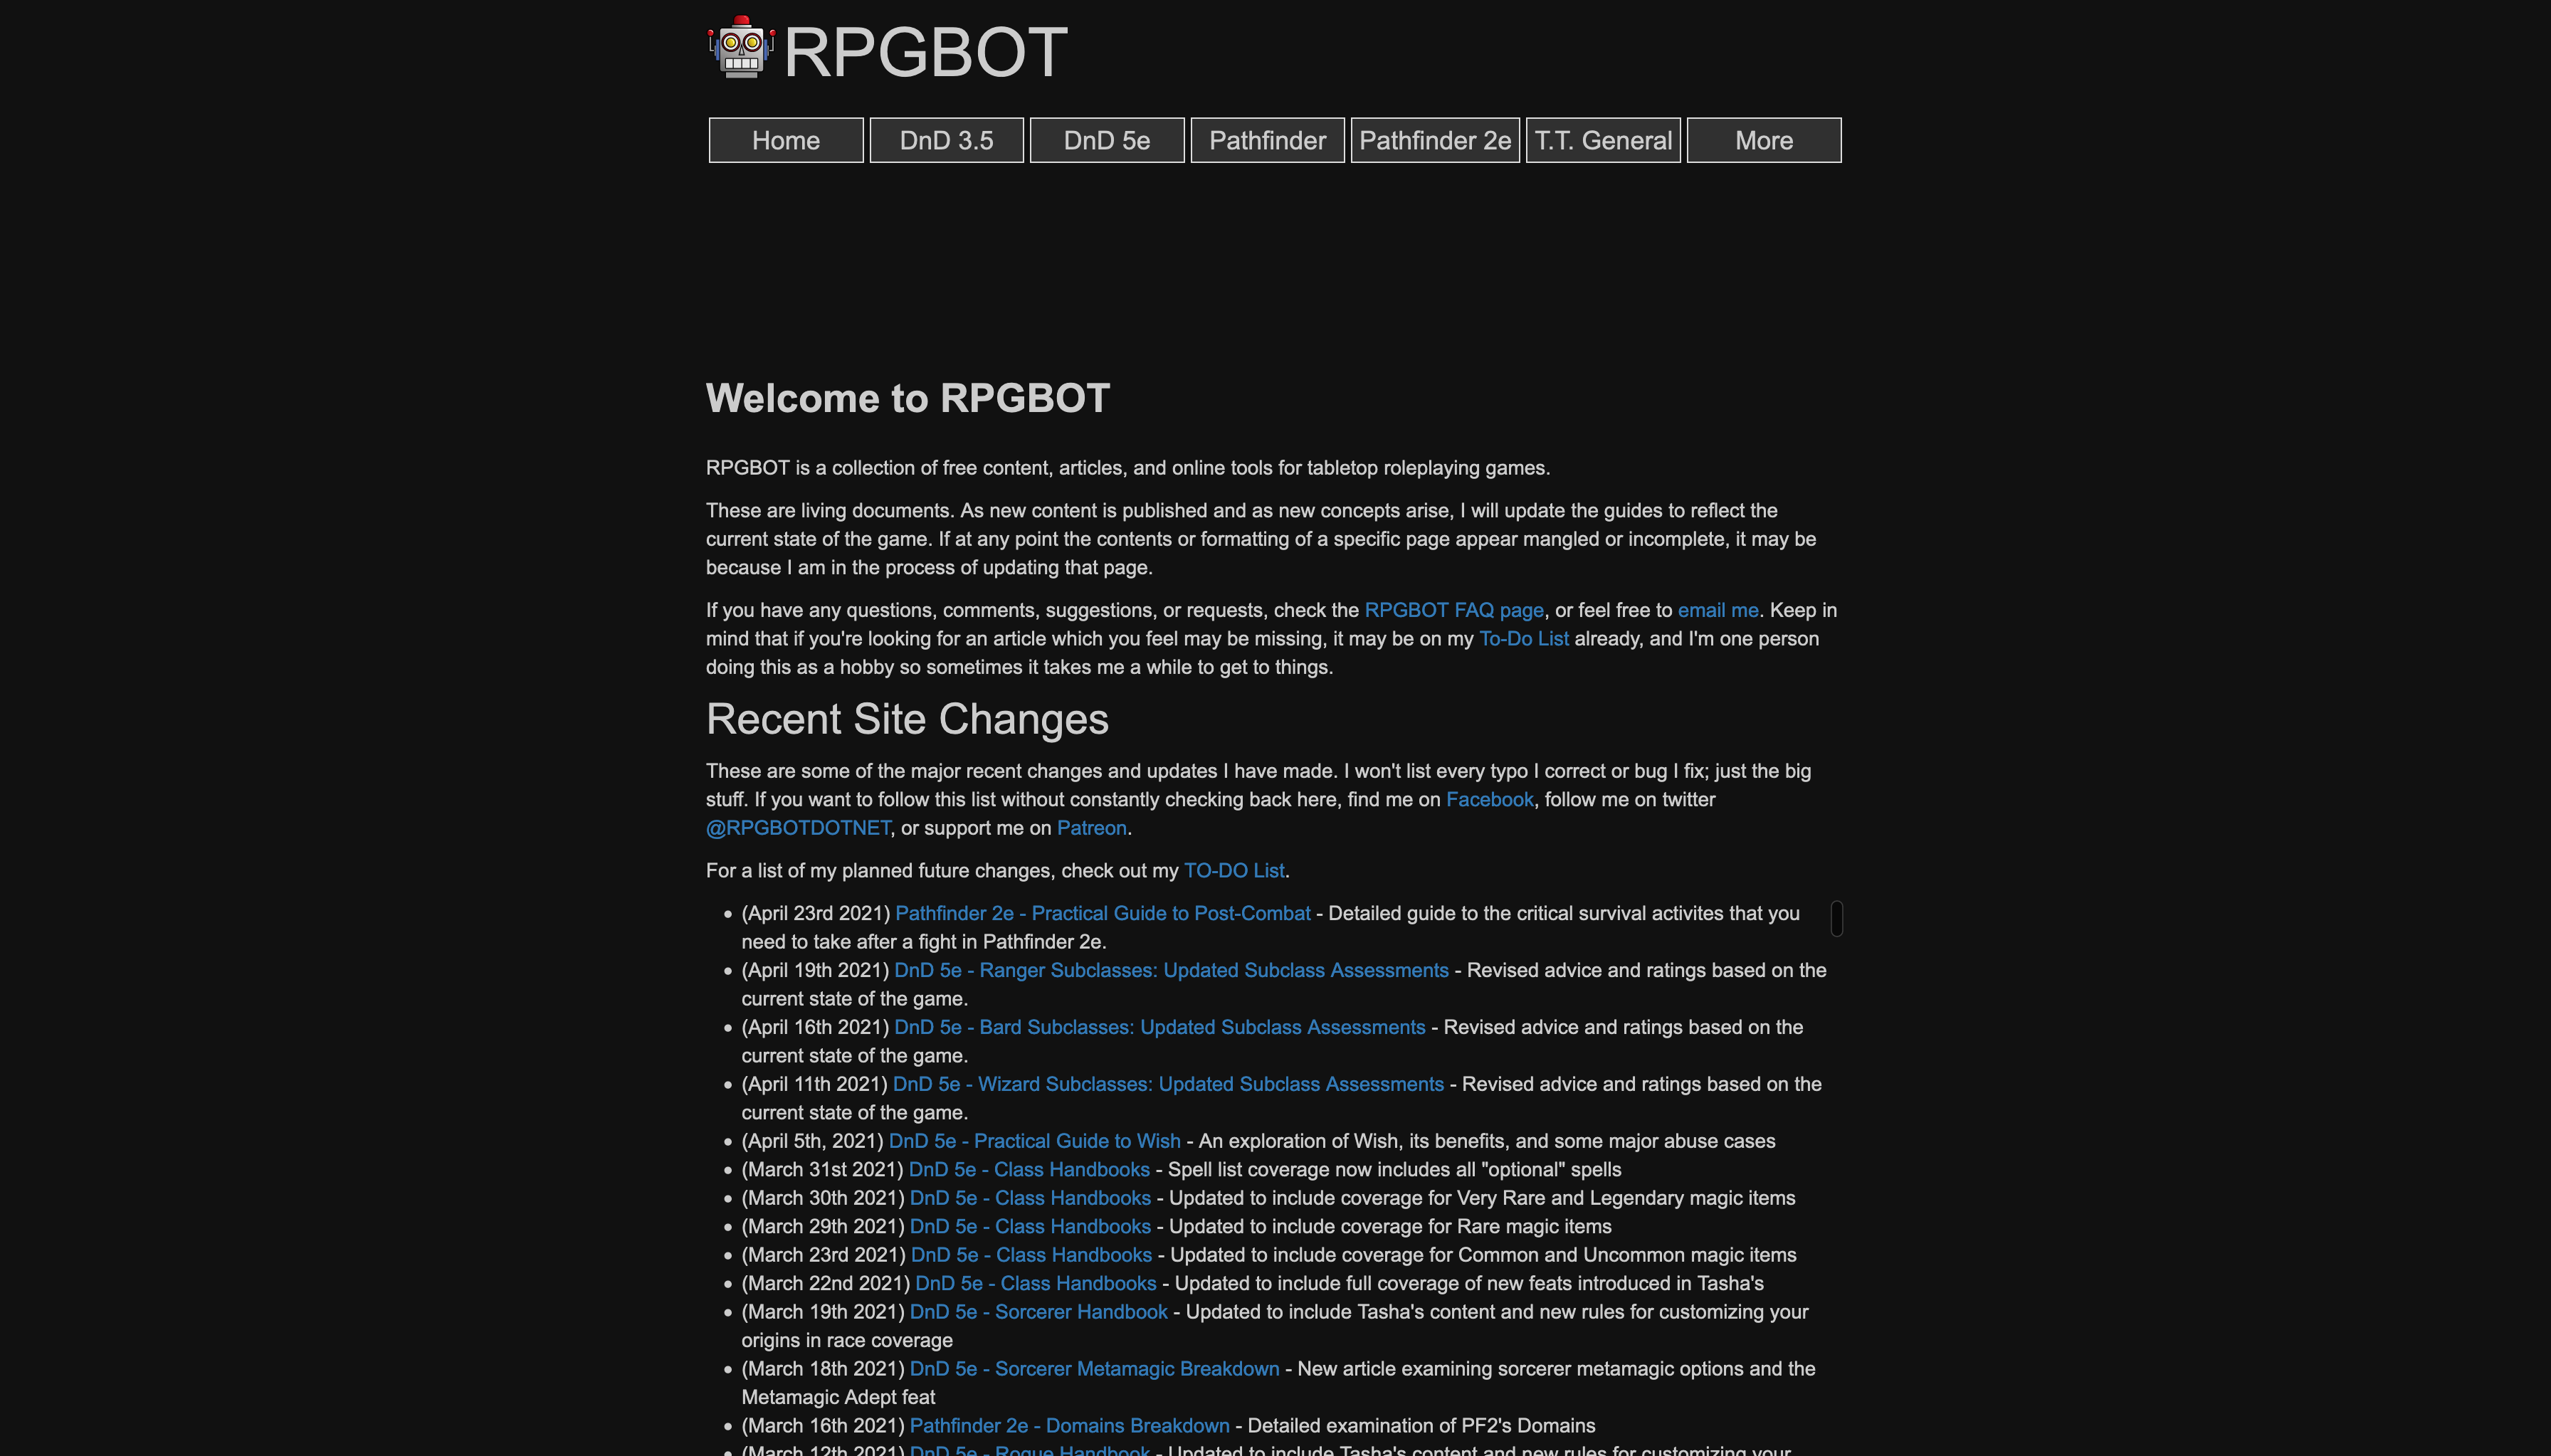 RPGBOT
Home
DnD 3.5
DnD 5e
Pathfinder
Pathfinder 2e
T.T. General
More
Welcome to RPGBOT
RPGBOT is a collection of free content, articles, and online tools for tabletop roleplaying games.
These are living documents. As new content is published and as new concepts arise, I will update the guides to reflect the
current state of the game. If at any point the contents or formatting of a specific page appear mangled or incomplete, it may be
because I am in the process of updating that page.
If you have any questions, comments, suggestions, or requests, check the RPGBOT FAQ page, or feel free to email me. Keep in
mind that if you're looking for an article which you feel may be missing, it may be on my To-Do List already, and I'm one person
doing this as a hobby so sometimes it takes me a while to get to things.
Recent Site Changes
These are some of the major recent changes and updates I have made. I won't list every typo I correct or bug I fix; just the big
stuff. If you want to follow this list without constantly checking back here, find me on Facebook, follow me on twitter
@RPGBOTDOTNET, or support me on Patreon.
For a list of my planned future changes, check out my TO-DO List.
• (April 23rd 2021) Pathfinder 2e - Practical Guide to Post-Combat - Detailed guide to the critical survival activites that you
need to take after a fight in Pathfinder 2e.
• (April 19th 2021) DnD 5e - Ranger Subclasses: Updated Subclass Assessments - Revised advice and ratings based on the
current state of the game.
• (April 16th 2021) DnD 5e - Bard Subclasses: Updated Subclass Assessments - Revised advice and ratings based on the
current state of the game.
• (April 11th 2021) DnD 5e - Wizard Subclasses: Updated Subclass Assessments - Revised advice and ratings based on the
current state of the game.
• (April 5th, 2021) DnD 5e - Practical Guide to Wish - An exploration of Wish, its benefits, and some major abuse cases
• (March 31st 2021) DnD 5e - Class Handbooks - Spell list coverage now includes all "optional" spells
• (March 30th 2021) DnD 5e - Class Handbooks - Updated to include coverage for Very Rare and Legendary magic items
• (March 29th 2021) DnD 5e - Class Handbooks - Updated to include coverage for Rare magic items
• (March 23rd 2021) DnD 5e - Class Handbooks - Updated to include coverage for Common and Uncommon magic items
• (March 22nd 2021) DnD 5e - Class Handbooks - Updated to include full coverage of new feats introduced in Tasha's
• (March 19th 2021) DnD 5e - Sorcerer Handbook - Updated to include Tasha's content and new rules for customizing your
origins in race coverage
• (March 18th 2021) DnD 5e - Sorcerer Metamagic Breakdown - New article examining sorcerer metamagic options and the
Metamagic Adept feat
• (March 16th 2021) Pathfinder 2e - Domains Breakdown - Detailed examination of PF2's Domains
• (March 12th 2021) DnD 5e - Rogue Handbook - Updated to include Tasha's content and new rules for customizing your